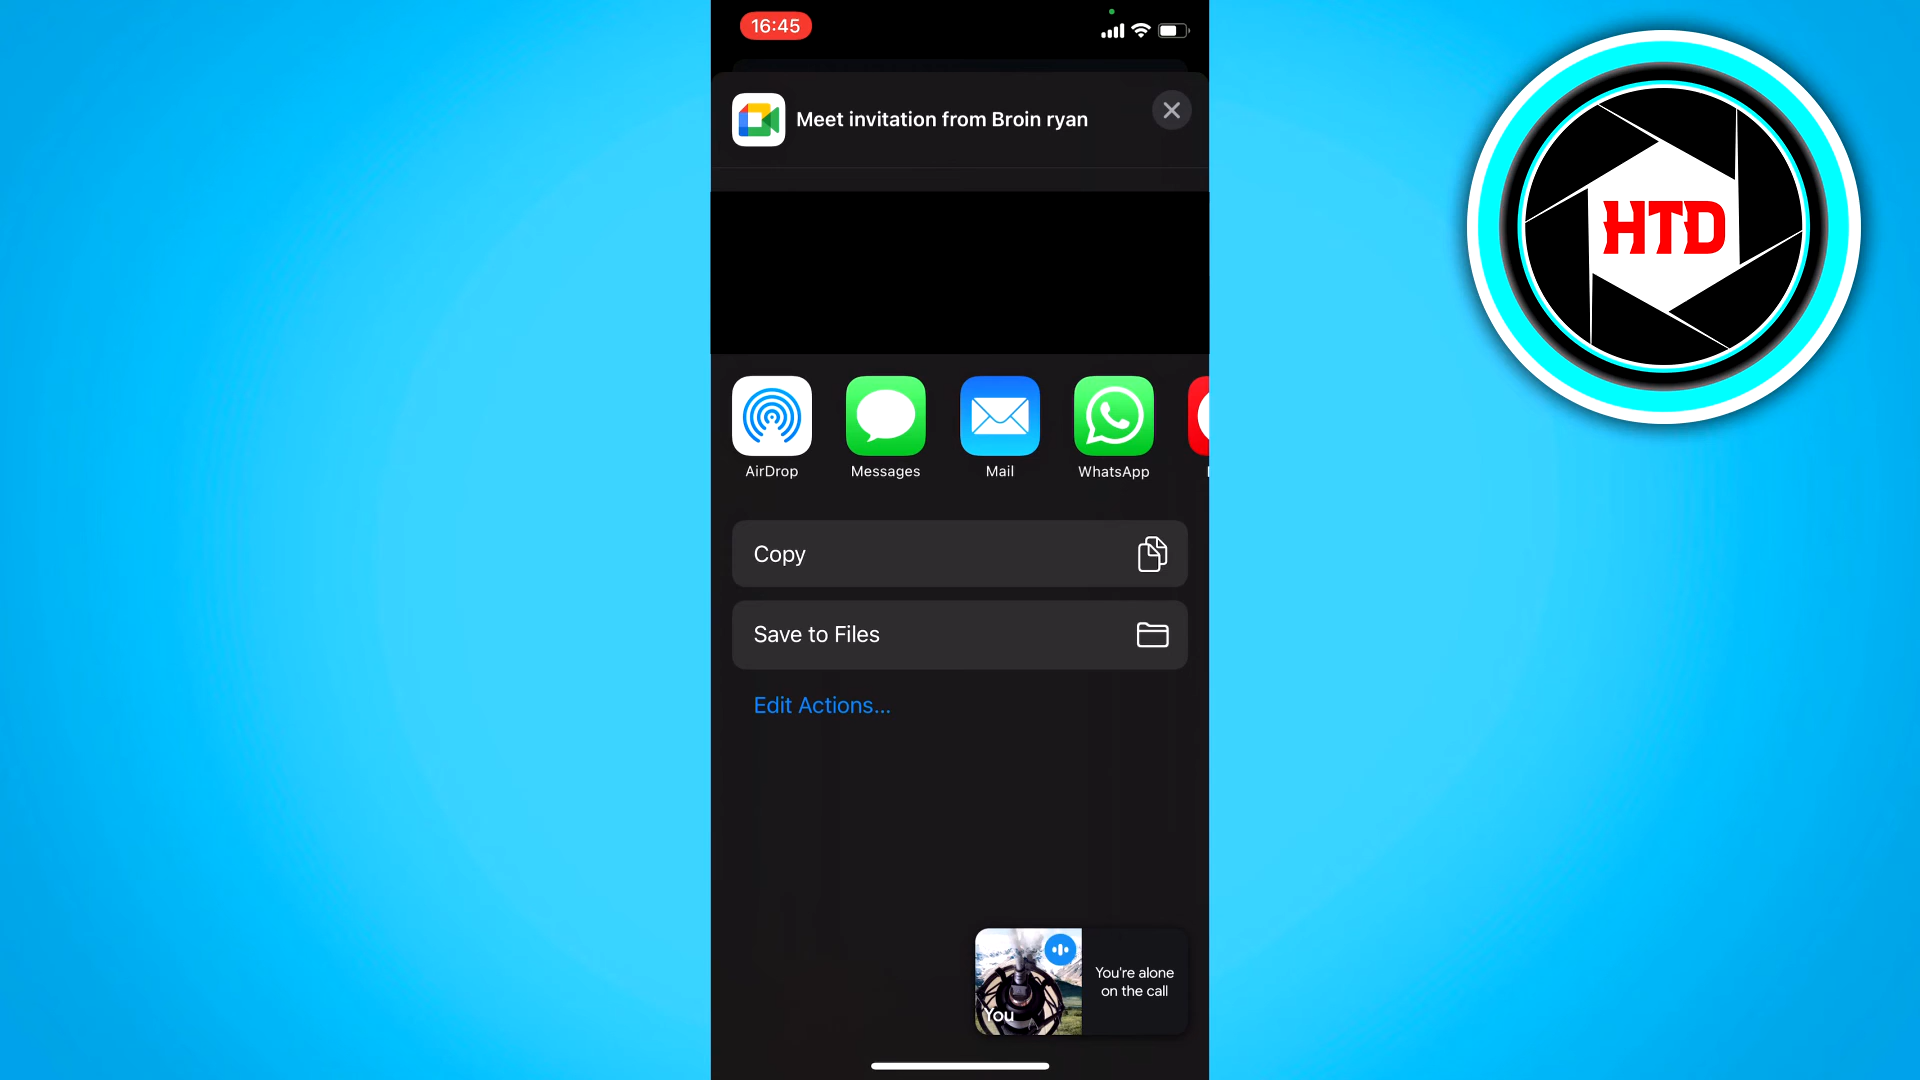 16:45
Meet invitation from Broin ryan
HTD
AirDrop
Messages
Mail
WhatsApp
Copy
Save to Files
Edit Actions...
You
You're alone
on the call